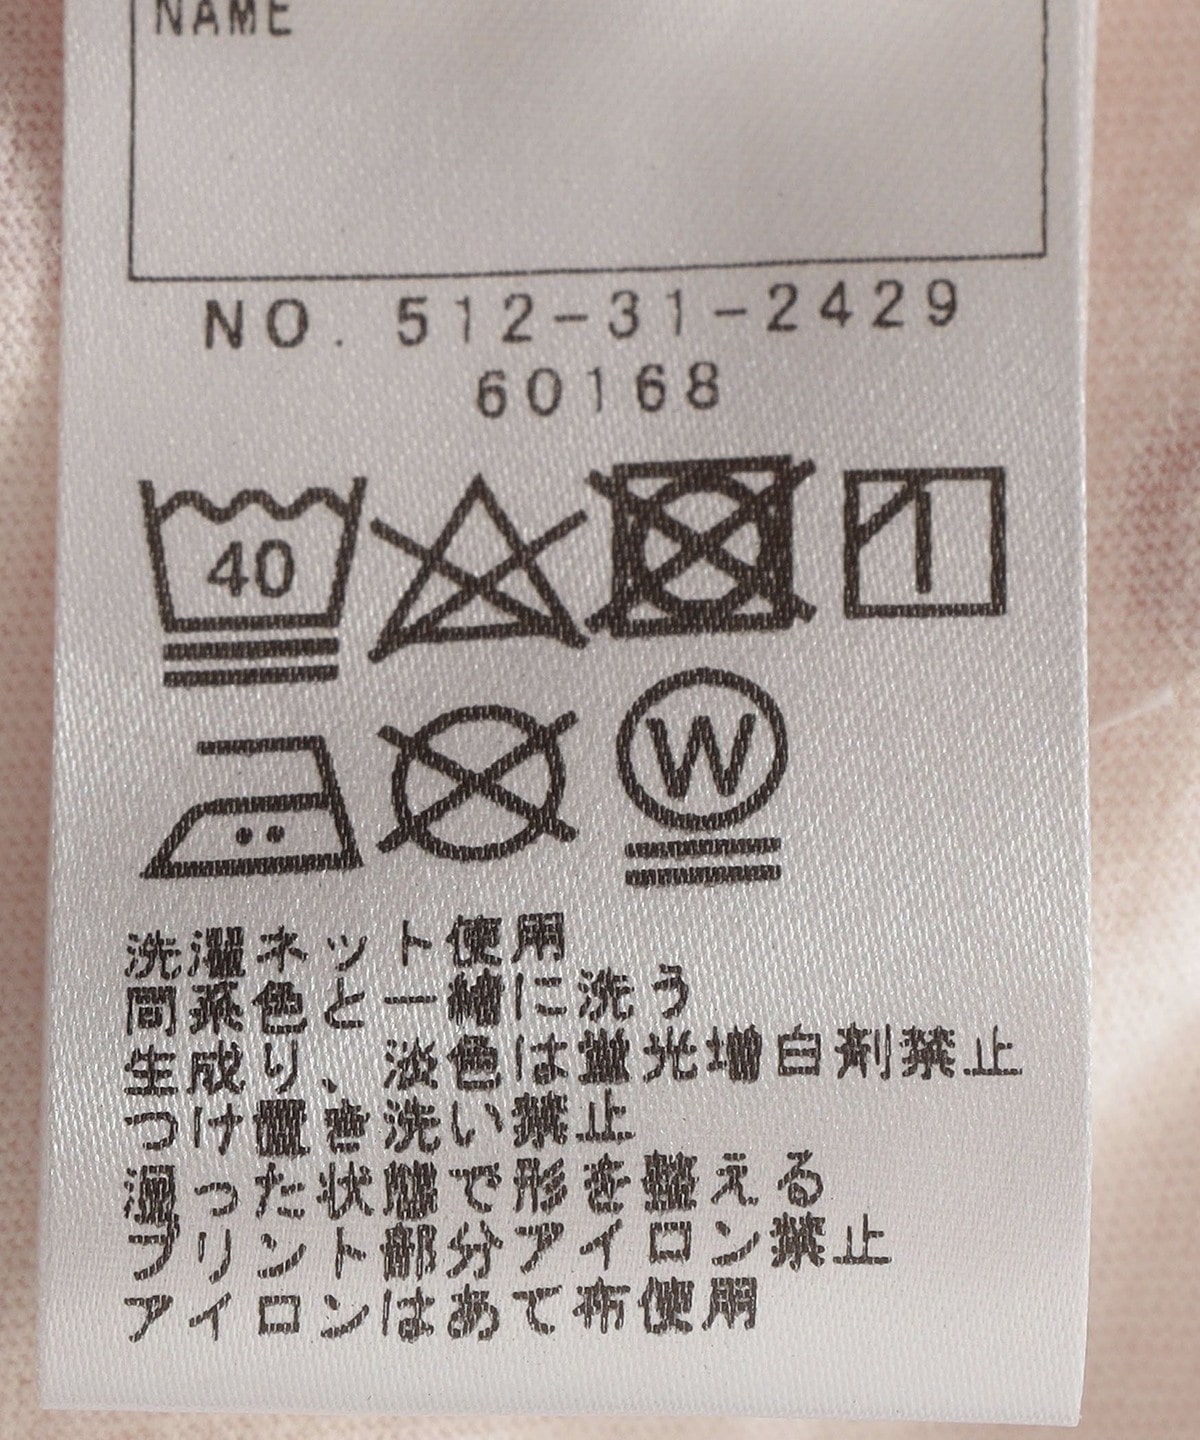 NAME
NO. 512-31-2429
60168
40
W
洗濯ネット使用
同系色と一緒に洗う
生成り、淡色は蛍光増白剤禁止
つけ置き洗い禁止
濡った状態で形を整える
プリント部分アイロン禁止
アイロンはあて布使用